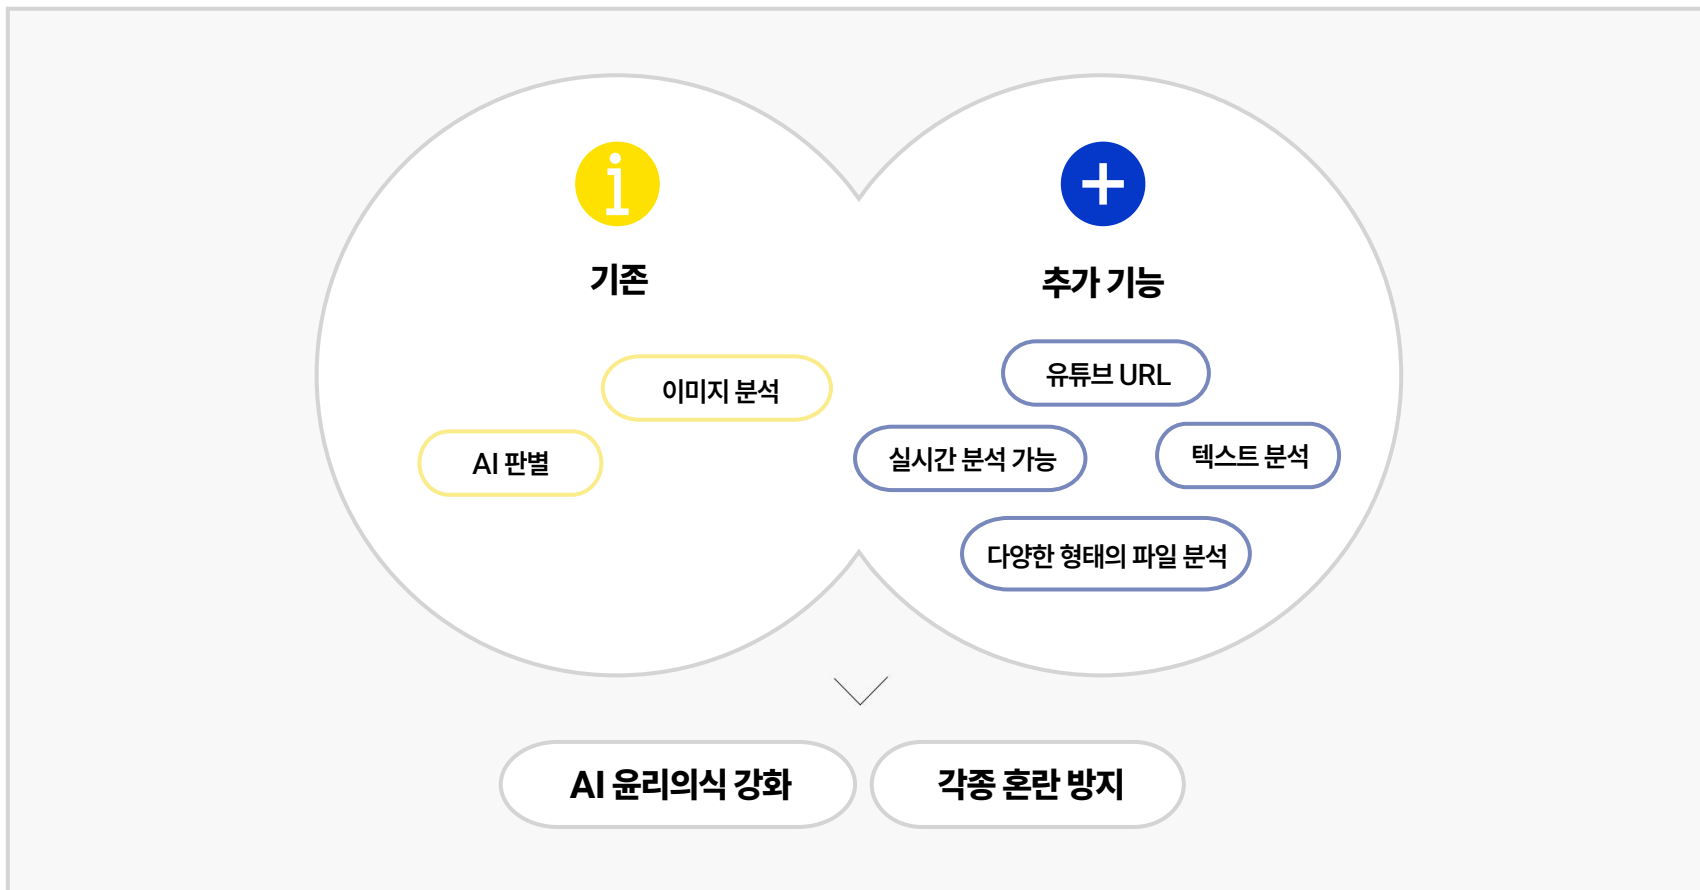 기존
이미지 분석
AI 판별
추가 기능
유튜브 URL
실시간 분석 가능
텍스트 분석
다양한 형태의 파일 분석
AI 윤리의식 강화
각종 혼란 방지